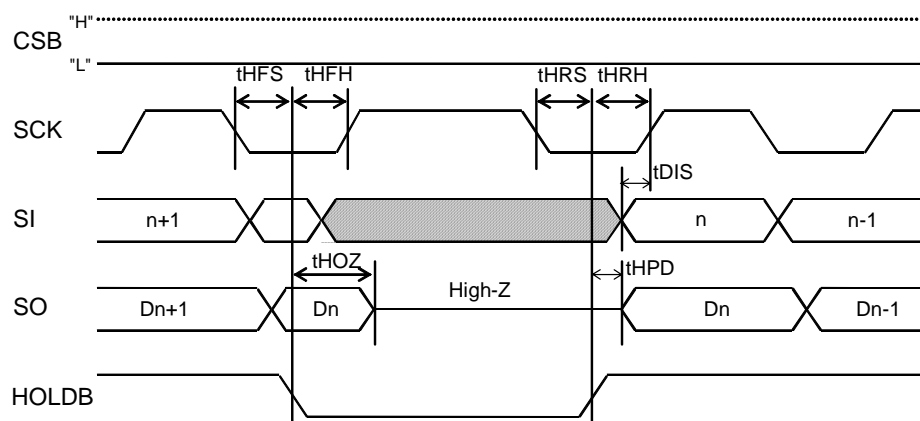 "H"
CSB
"L"
tHFS tHFH tHRS tHRH
SCK
tDIS
SI n+1 n n-1
tHOZ tHPD
High-Z
SO Dn+1 Dn Dn Dn-1
HOLDB